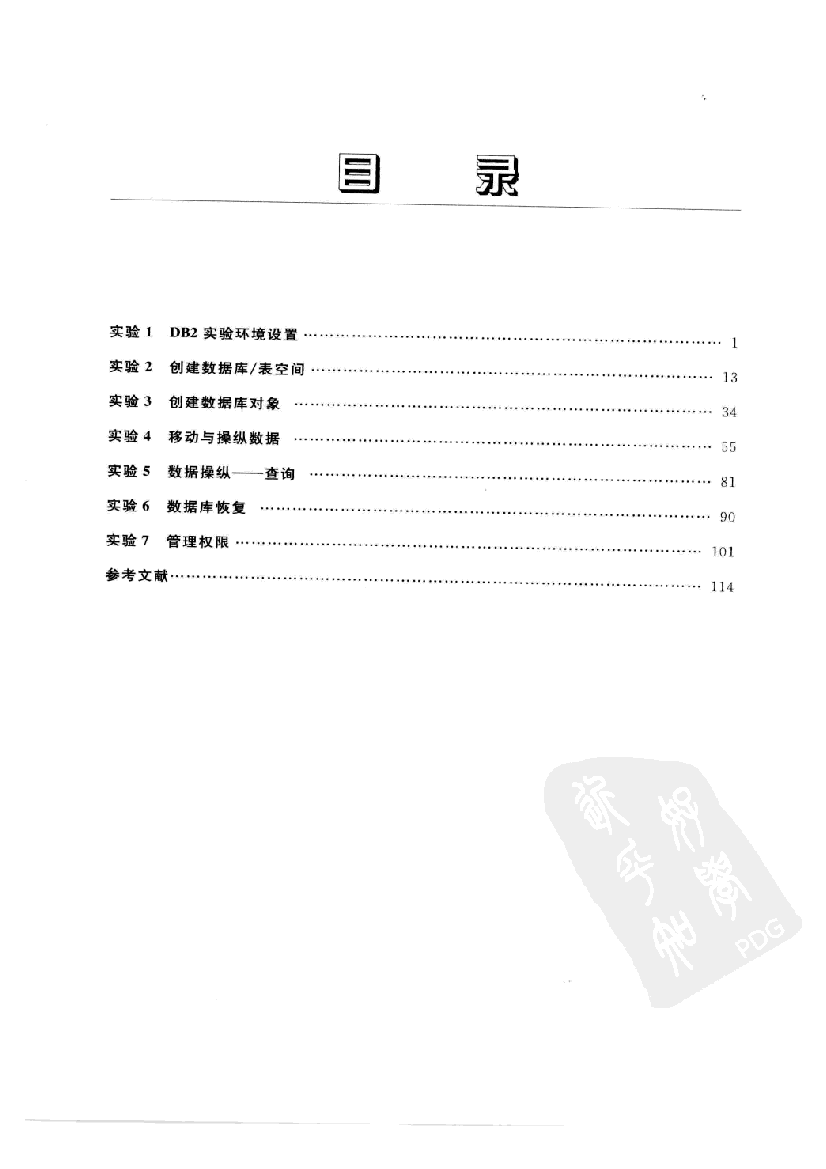 目 录
实验 1 DB2 实验环境设置 …………………………………………………… 1
实验 2 创建数据库/表空间 …………………………………………………… 13
实验 3 创建数据库对象 …………………………………………………… 34
实验 4 移动与操纵数据 …………………………………………………… 55
实验 5 数据操纵——查询 …………………………………………………… 81
实验 6 数据库恢复 …………………………………………………… 90
实验 7 管理权限 …………………………………………………… 101
参考文献 …………………………………………………… 114
PDG